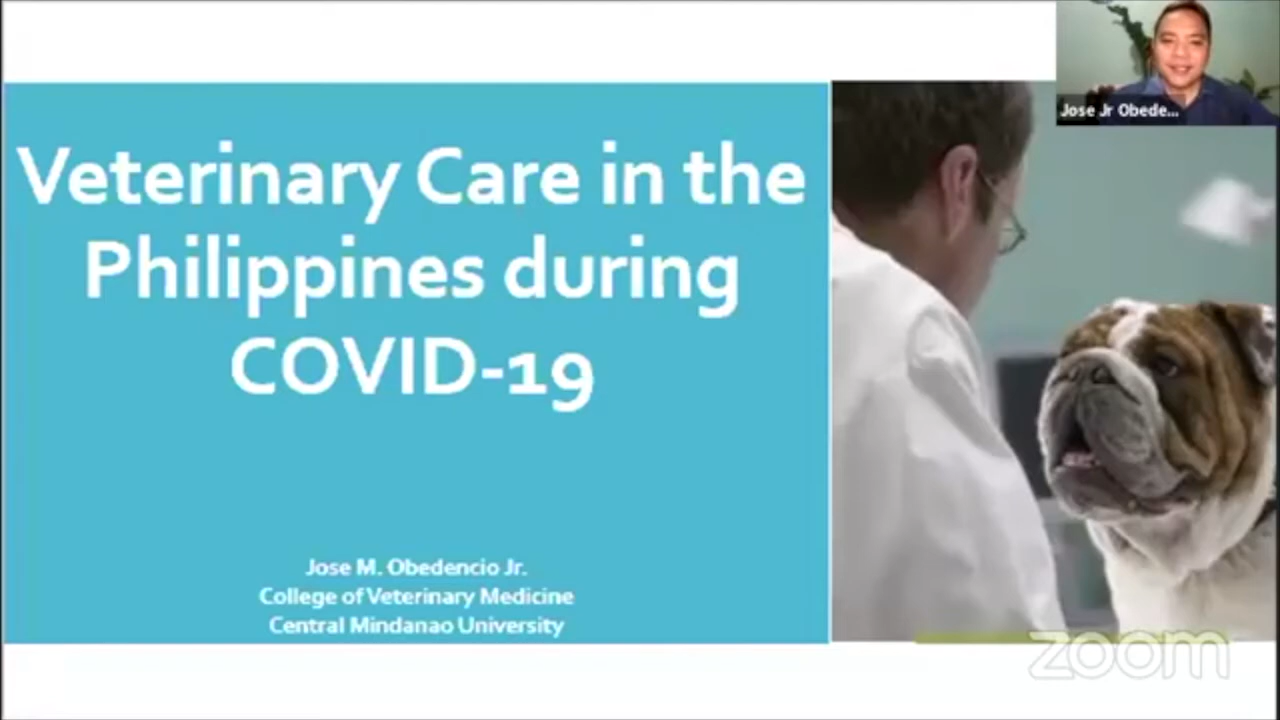 Jose Jr Obede...
Veterinary Care in the
Philippines during
COVID-19
Jose M. Obedencio Jr.
College of Veterinary Medicine
Central Mindanao University
zoom